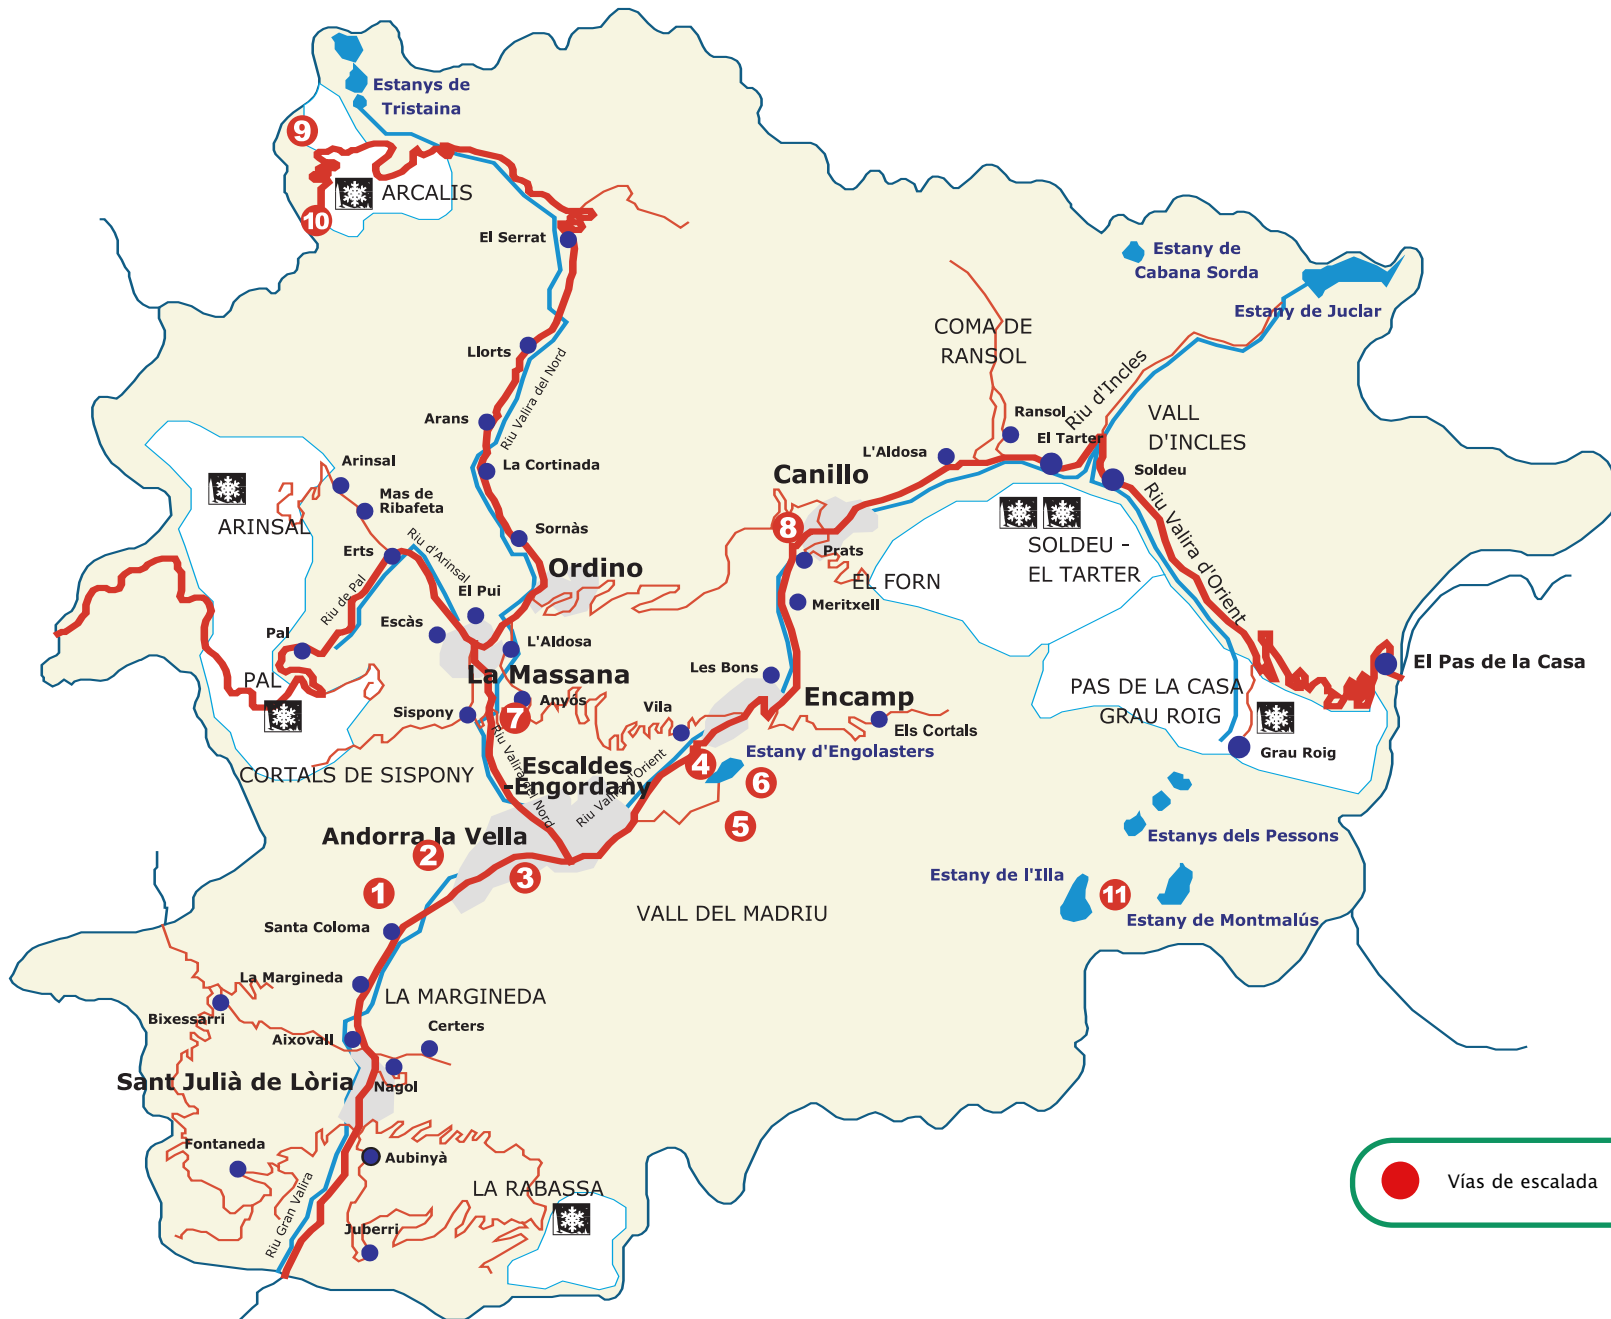 Estanys de
Tristaina
9
ARCALIS
10
El Serrat
Estany de
Cabana Sorda
Estany de Juclar
COMA DE
RANSOL
Llorts
Riu Valira del Nord
Riu d'Incles
Arans
Ransol
VALL
D'INCLES
El Tarter
L'Aldosa
Soldeu
Canillo
La Cortinada
Arinsal
Mas de
Ribafeta
ARINSAL
Sornàs
8
Riu Valira d'Orient
SOLDEU -
EL TARTER
Erts
Riu d'Arinsal
Prats
EL FORN
Ordino
Riu de Pal
El Pui
Meritxell
Escàs
Pal
L'Aldosa
El Pas de la Casa
PAL
La Massana
Les Bons
PAS DE LA CASA
GRAU ROIG
Anyós
Encamp
Sispony
7
Vila
Els Cortals
Grau Roig
Riu Valira del Nord
Estany d'Engolasters
CORTALS DE SISPONY
Escaldes
-Engordany
Riu Valira d'Orient
4
6
5
Andorra la Vella
Estanys dels Pessons
2
3
1
Estany de l'Illa
11
Estany de Montmalús
VALL DEL MADRIU
Santa Coloma
La Margineda
LA MARGINEDA
Bixessarri
Aixovall
Certers
Sant Julià de Lòria
Nagol
Fontaneda
Aubinyà
LA RABASSA
Riu Gran Valira
Juberri
Vías de escalada